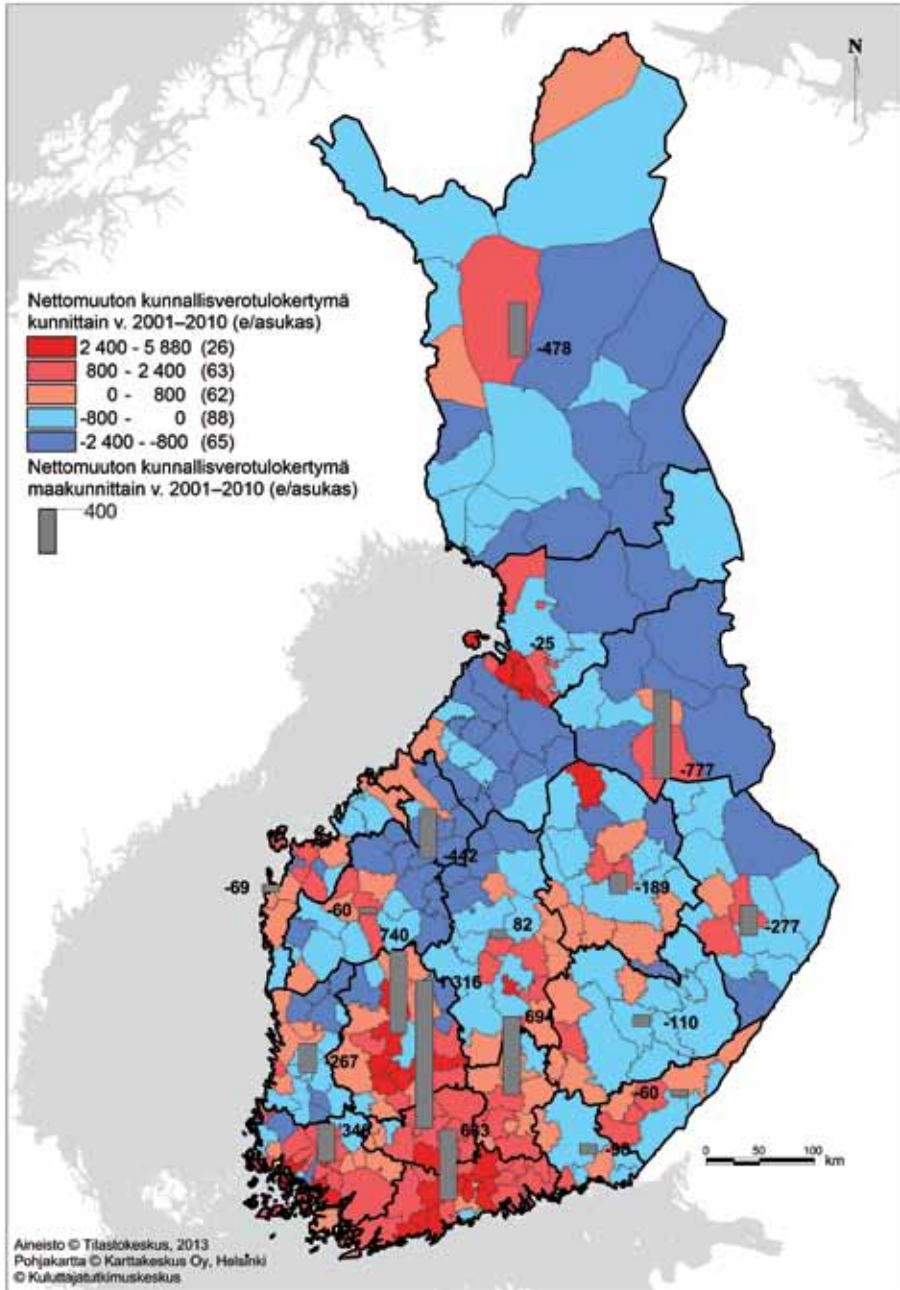 N
Nettomuuton kunnallisverotulokertymä
kunnittain v. 2001–2010 (e/asukas)
2 400 - 5 880 (26)
800 - 2 400 (63)
0 - 800 (62)
-800 - 0 (88)
-2 400 - -800 (65)
Nettomuuton kunnallisverotulokertymä
maakunnittain v. 2001–2010 (e/asukas)
400
-478
-25
-777
-442
-69
-189
-60
-277
82
740
1 316
694
-110
-267
-60
663
0 50 100
km
Aineisto © Tilastokeskus, 2013
Pohjakartta © Karttakeskus Oy, Helsinki
© Kuluttajatutkimuskeskus